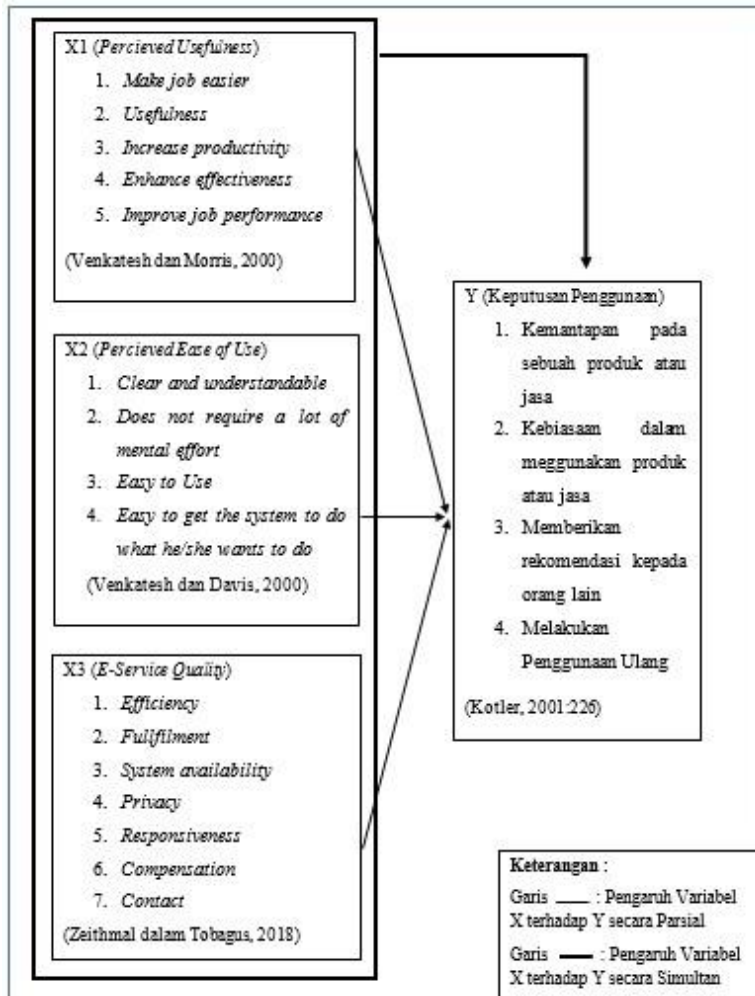 X1 (Percieved Usefulness)
1. Make job easier
2. Usefulness
3. Increase productivity
4. Enhance effectiveness
5. Improve job performance
(Venkatesh dan Morris, 2000)
X2 (Percieved Ease of Use)
1. Clear and understandable
2. Does not require a lot of
mental effort
3. Easy to Use
4. Easy to get the system to do
what he/she wants to do
(Venkatesh dan Davis, 2000)
X3 (E-Service Quality)
1. Efficiency
2. Fullfilment
3. System availability
4. Privacy
5. Responsiveness
6. Compensation
7. Contact
(Zeithmal dalam Tobagus, 2018)
Y (Keputusan Penggunaan)
1. Kemantapan pada
sebuah produk atau
jasa
2. Kebiasaan dalam
meggunakan produk
atau jasa
3. Memberikan
rekomendasi kepada
orang lain
4. Melakukan
Penggunaan Ulang
(Kotler, 2001:226)
Keterangan :
Garis : Pengaruh Variabel
X terhadap Y secara Parsial
Garis : Pengaruh Variabel
X terhadap Y secara Simultan